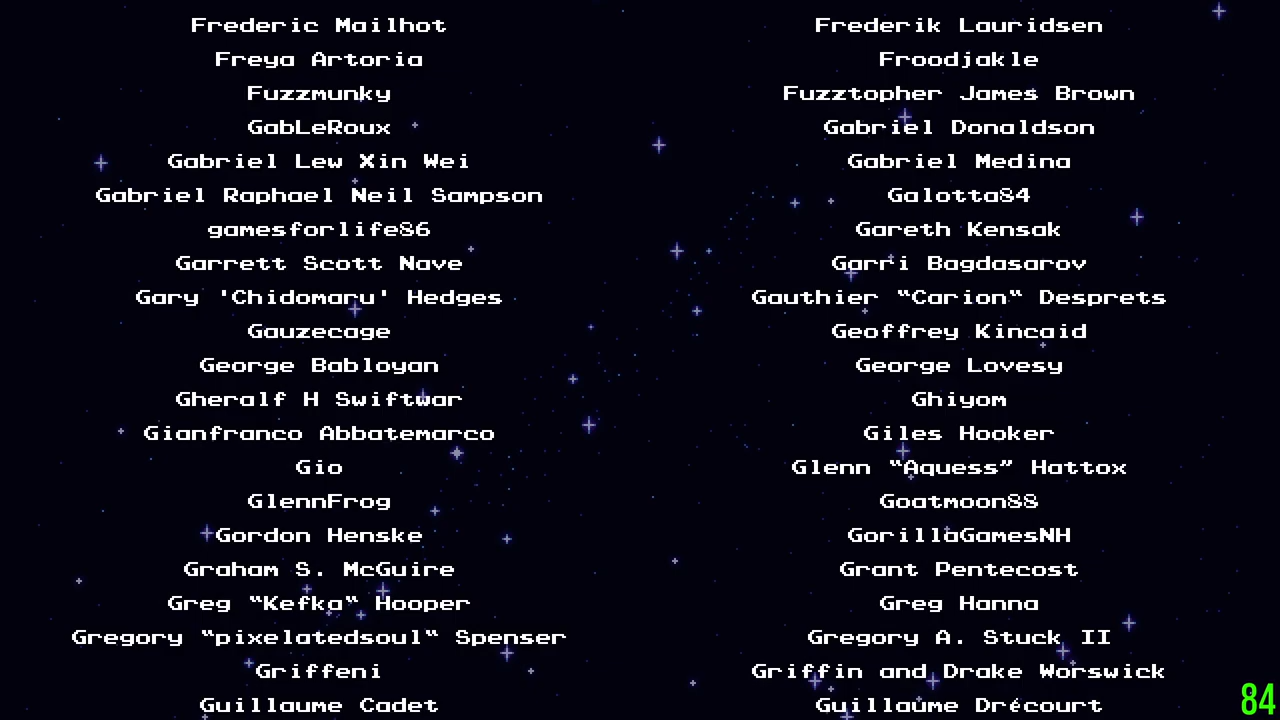 Frederic Mailhot
Frederik Lauridsen
Freya Artoria
Froodjakle
Fuzzmunky
Fuzztopher James Brown
GabLeRoux
Gabriel Donaldson
Gabriel Lew Xin Wei
Gabriel Medina
Gabriel Raphael Neil Sampson
Galotta84
gamesforlife86
Gareth Kensak
Garrett Scott Nave
Garri Bagdasarov
Gary 'Chidomaru' Hedges
Gauthier "Carion" Desprets
Gauzecage
Geoffrey Kincaid
George Babloyan
George Lovesy
Gheralf H Swiftwar
Ghiyom
Gianfranco Abbatemarco
Giles Hooker
Gio
Glenn "Aquess" Hattox
GlennFrog
Goatmoon88
Gordon Henske
GorillaGamesNH
Graham S. McGuire
Grant Pentecost
Greg "Kefka" Hooper
Greg Hanna
Gregory "pixelatedsoul" Spenser
Gregory A. Stuck II
Griffeni
Griffin and Drake Worswick
Guillaume Cadet
Guillaume Drécourt
84